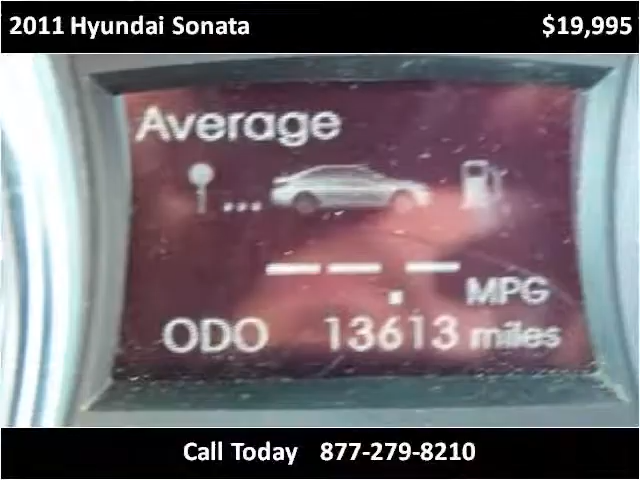 2011 Hyundai Sonata $19,995
Average
-- -- . -- MPG
ODO 13613 miles
Call Today 877-279-8210